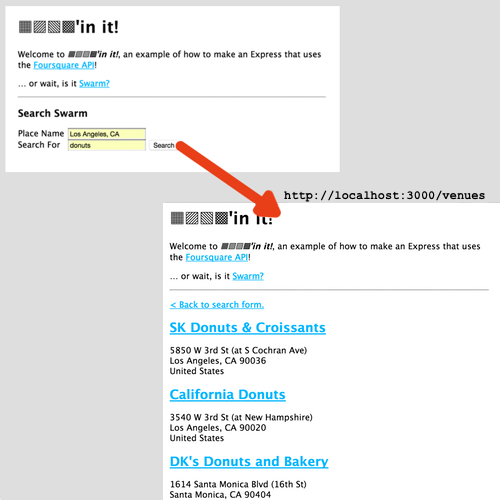 ▦▨▧▩'in it!
Welcome to ▦▨▧▩'in it!, an example of how to make an Express that uses
the Foursquare API!
... or wait, is it Swarm?
Search Swarm
Place Name Los Angeles, CA
Search For donuts Search
http://localhost:3000/venues
▦▨▧▩'in it!
Welcome to ▦▨▧▩'in it!, an example of how to make an Express that uses
the Foursquare API!
... or wait, is it Swarm?
< Back to search form.
SK Donuts & Croissants
5850 W 3rd St (at S Cochran Ave)
Los Angeles, CA 90036
United States
California Donuts
3540 W 3rd St (at New Hampshire)
Los Angeles, CA 90020
United States
DK's Donuts and Bakery
1614 Santa Monica Blvd (16th St)
Santa Monica, CA 90404